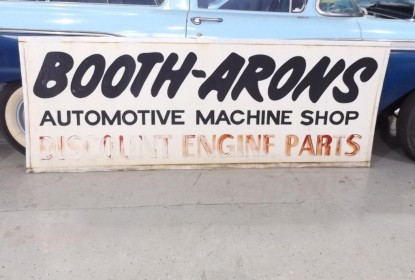 BOOTH-ARONS
AUTOMOTIVE MACHINE SHOP
DISCOUNT ENGINE PARTS